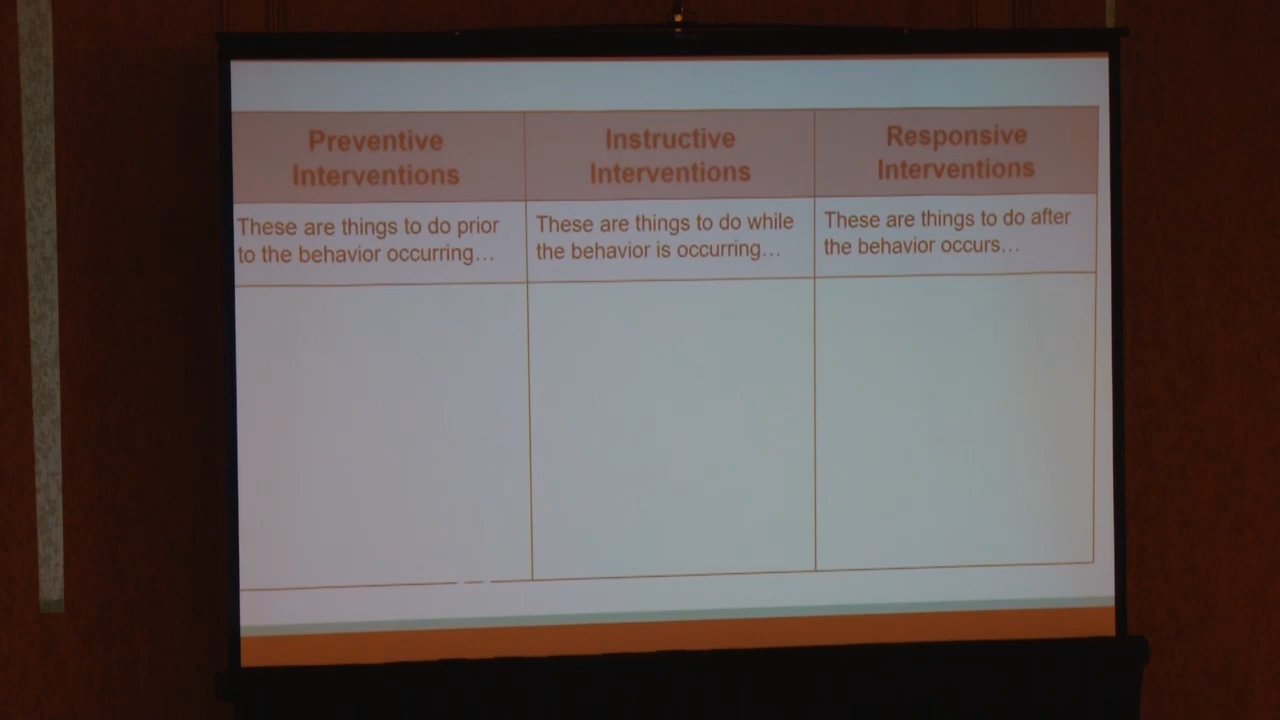 Preventive
Interventions
Instructive
Interventions
Responsive
Interventions
These are things to do prior
to the behavior occurring…
These are things to do while
the behavior is occurring…
These are things to do after
the behavior occurs…